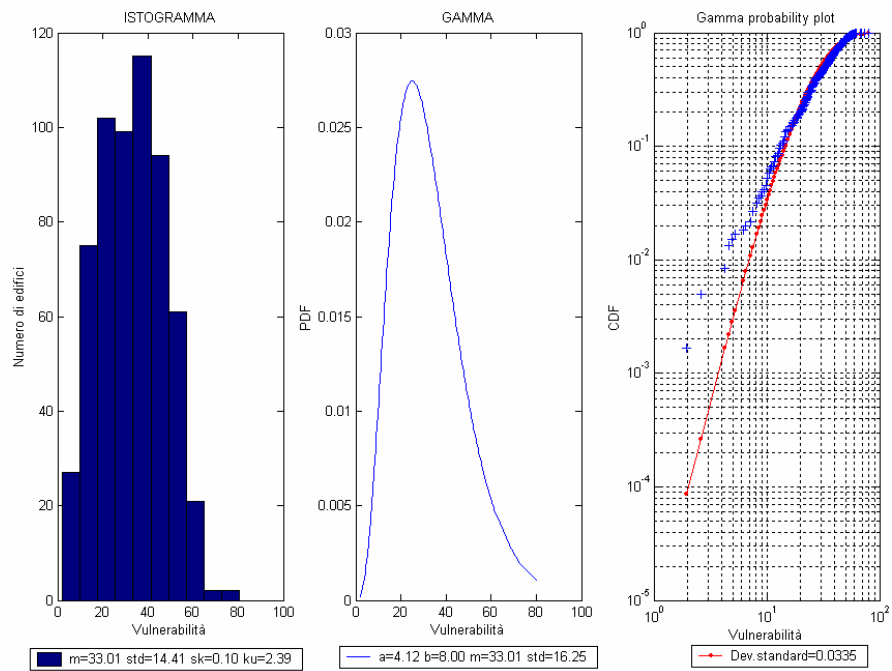 ISTOGRAMMA
120
100
80
60
40
20
0
Numero di edifici
0 20 40 60 80 100
Vulnerabilità
m=33.01 std=14.41 sk=0.10 ku=2.39
GAMMA
0.03
0.025
0.02
0.015
0.01
0.005
0
PDF
0 20 40 60 80 100
Vulnerabilità
a=4.12 b=8.00 m=33.01 std=16.25
Gamma probability plot
10^0
10^-1
10^-2
10^-3
10^-4
10^-5
CDF
10^0 10^1 10^2
Vulnerabilità
Dev.standard=0.0335